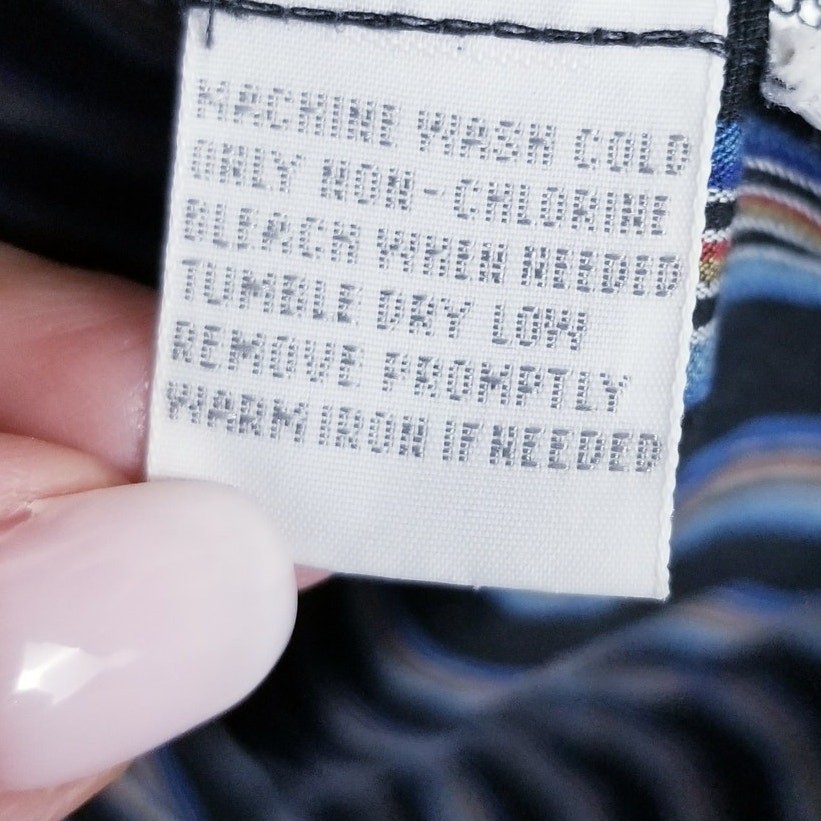 MACHINE WASH COLD
ONLY NON-CHLORINE
BLEACH WHEN NEEDED
TUMBLE DRY LOW
REMOVE PROMPTLY
WARM IRON IF NEEDED